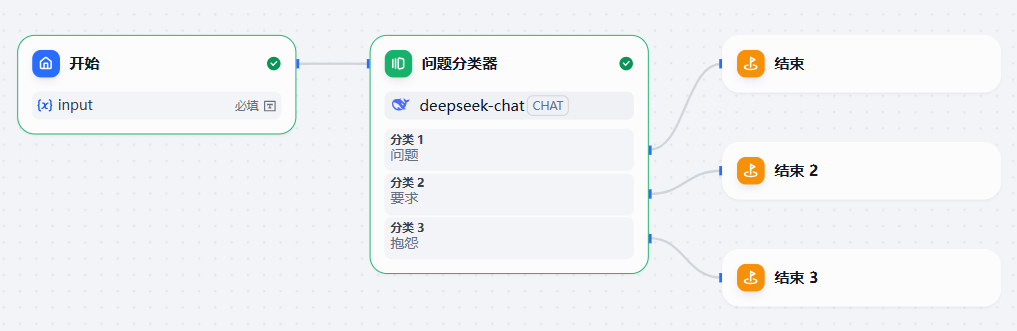 开始
input
必填
问题分类器
deepseek-chat CHAT
分类 1
问题
分类 2
要求
分类 3
抱怨
结束
结束 2
结束 3